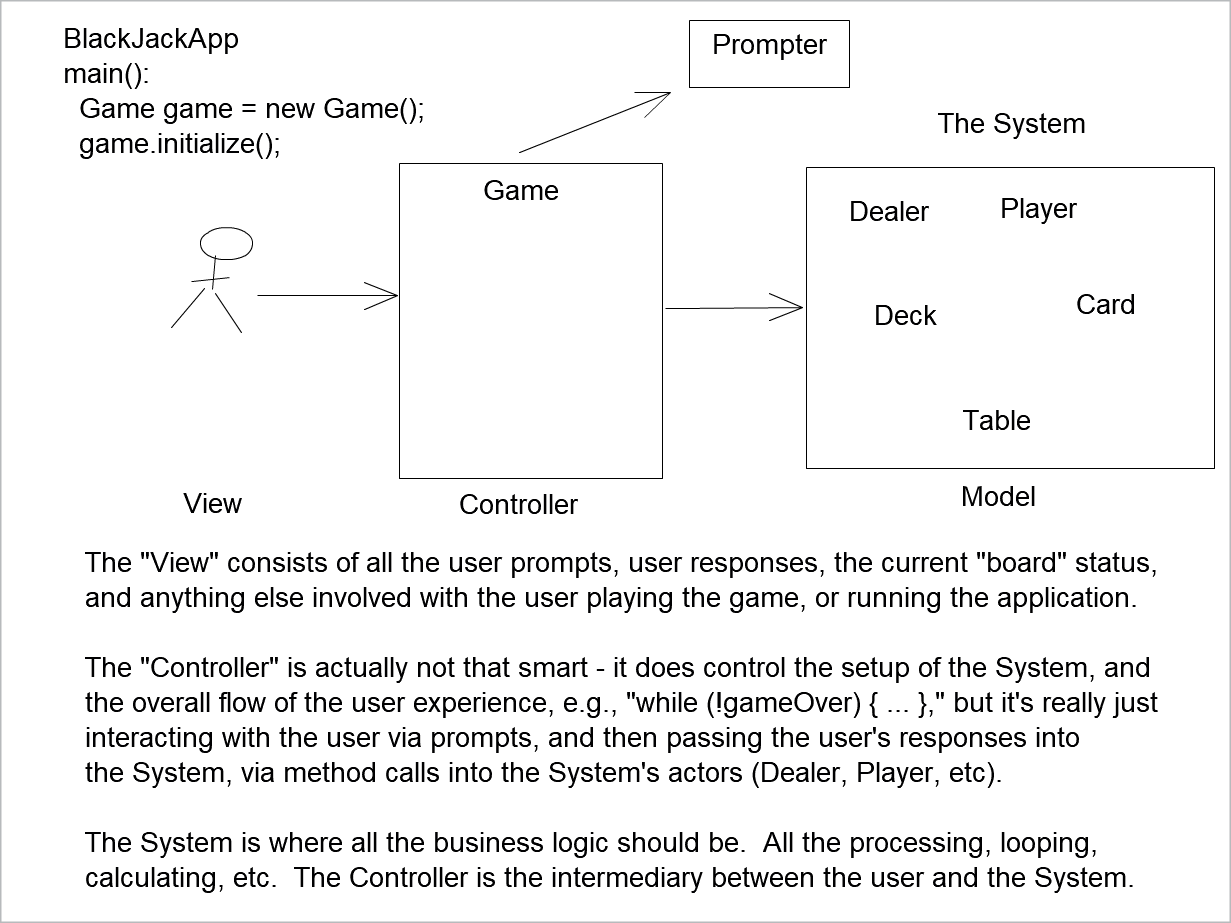 BlackJackApp
main():
Game game = new Game();
game.initialize();
Prompter
The System
Game
Dealer
Player
Deck
Card
Table
View
Controller
Model
The "View" consists of all the user prompts, user responses, the current "board" status,
and anything else involved with the user playing the game, or running the application.
The "Controller" is actually not that smart - it does control the setup of the System, and
the overall flow of the user experience, e.g., "while (!gameOver) { ... }," but it's really just
interacting with the user via prompts, and then passing the user's responses into
the System, via method calls into the System's actors (Dealer, Player, etc).
The System is where all the business logic should be.  All the processing, looping,
calculating, etc.  The Controller is the intermediary between the user and the System.